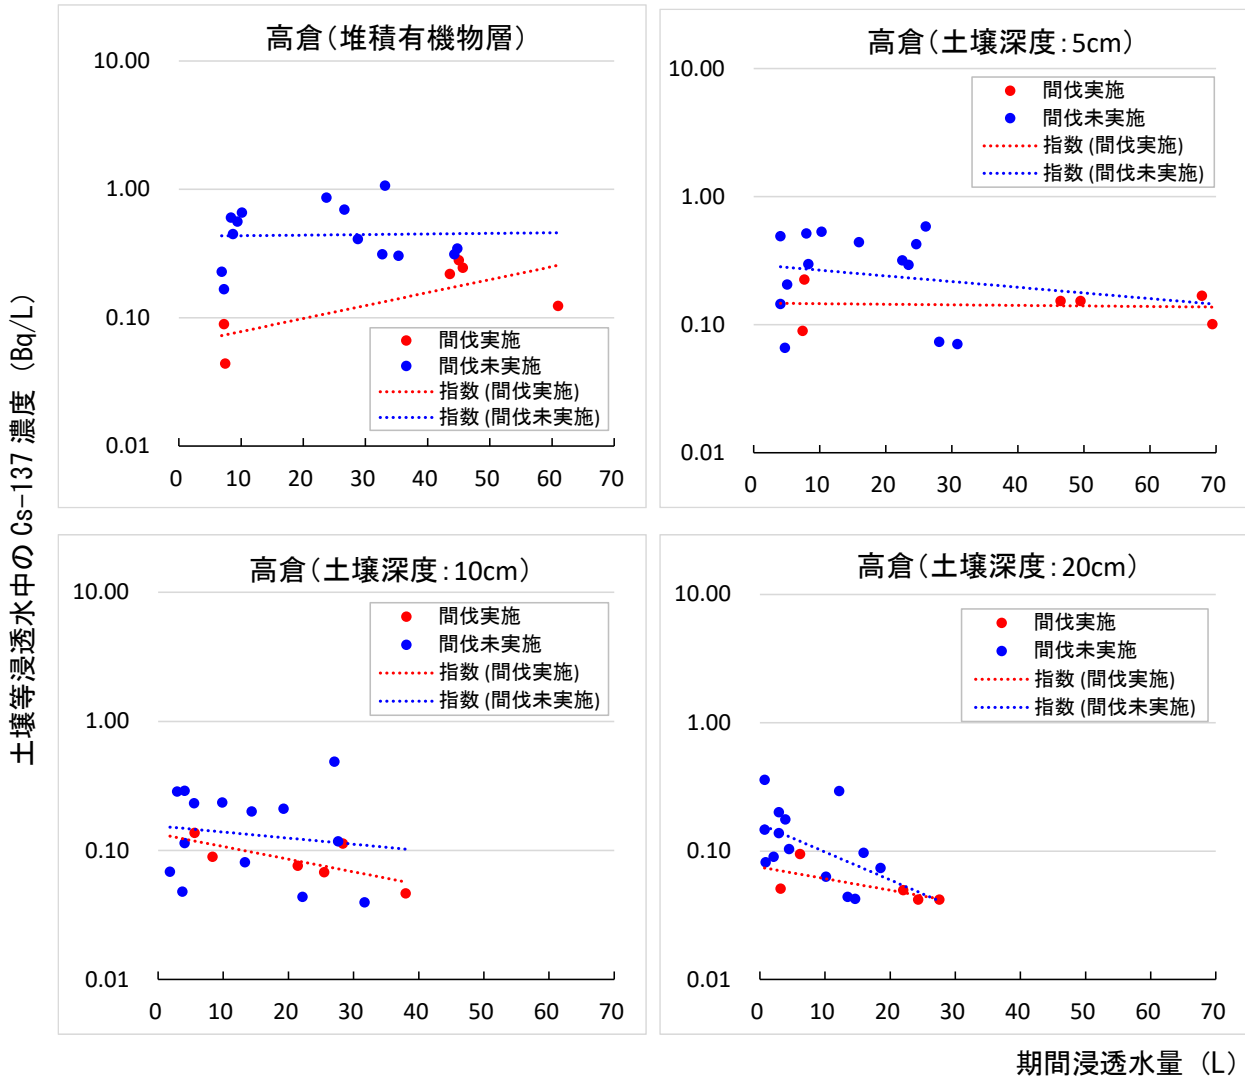 土壌等浸透水中の Cs-137 濃度 (Bq/L)
高倉（堆積有機物層）
10.00
1.00
0.10
0.01
0 10 20 30 40 50 60 70
間伐実施
間伐未実施
指数 (間伐実施)
指数 (間伐未実施)
高倉（土壌深度：5cm）
10.00
1.00
0.10
0.01
0 10 20 30 40 50 60 70
間伐実施
間伐未実施
指数 (間伐実施)
指数 (間伐未実施)
高倉（土壌深度：10cm）
10.00
1.00
0.10
0.01
0 10 20 30 40 50 60 70
間伐実施
間伐未実施
指数 (間伐実施)
指数 (間伐未実施)
高倉（土壌深度：20cm）
10.00
1.00
0.10
0.01
0 10 20 30 40 50 60 70
間伐実施
間伐未実施
指数 (間伐実施)
指数 (間伐未実施)
期間浸透水量 (L)